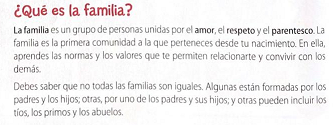 ¿Qué es la familia?
La familia es un grupo de personas unidas por el amor, el respeto y el parentesco. La
familia es la primera comunidad a la que perteneces desde tu nacimiento. En ella,
aprendes las normas y los valores que te permiten relacionarte y convivir con los
demás.
Debes saber que no todas las familias son iguales. Algunas están formadas por los
padres y los hijos; otras, por uno de los padres y sus hijos; y otras pueden incluir los
tíos, los primos y los abuelos.